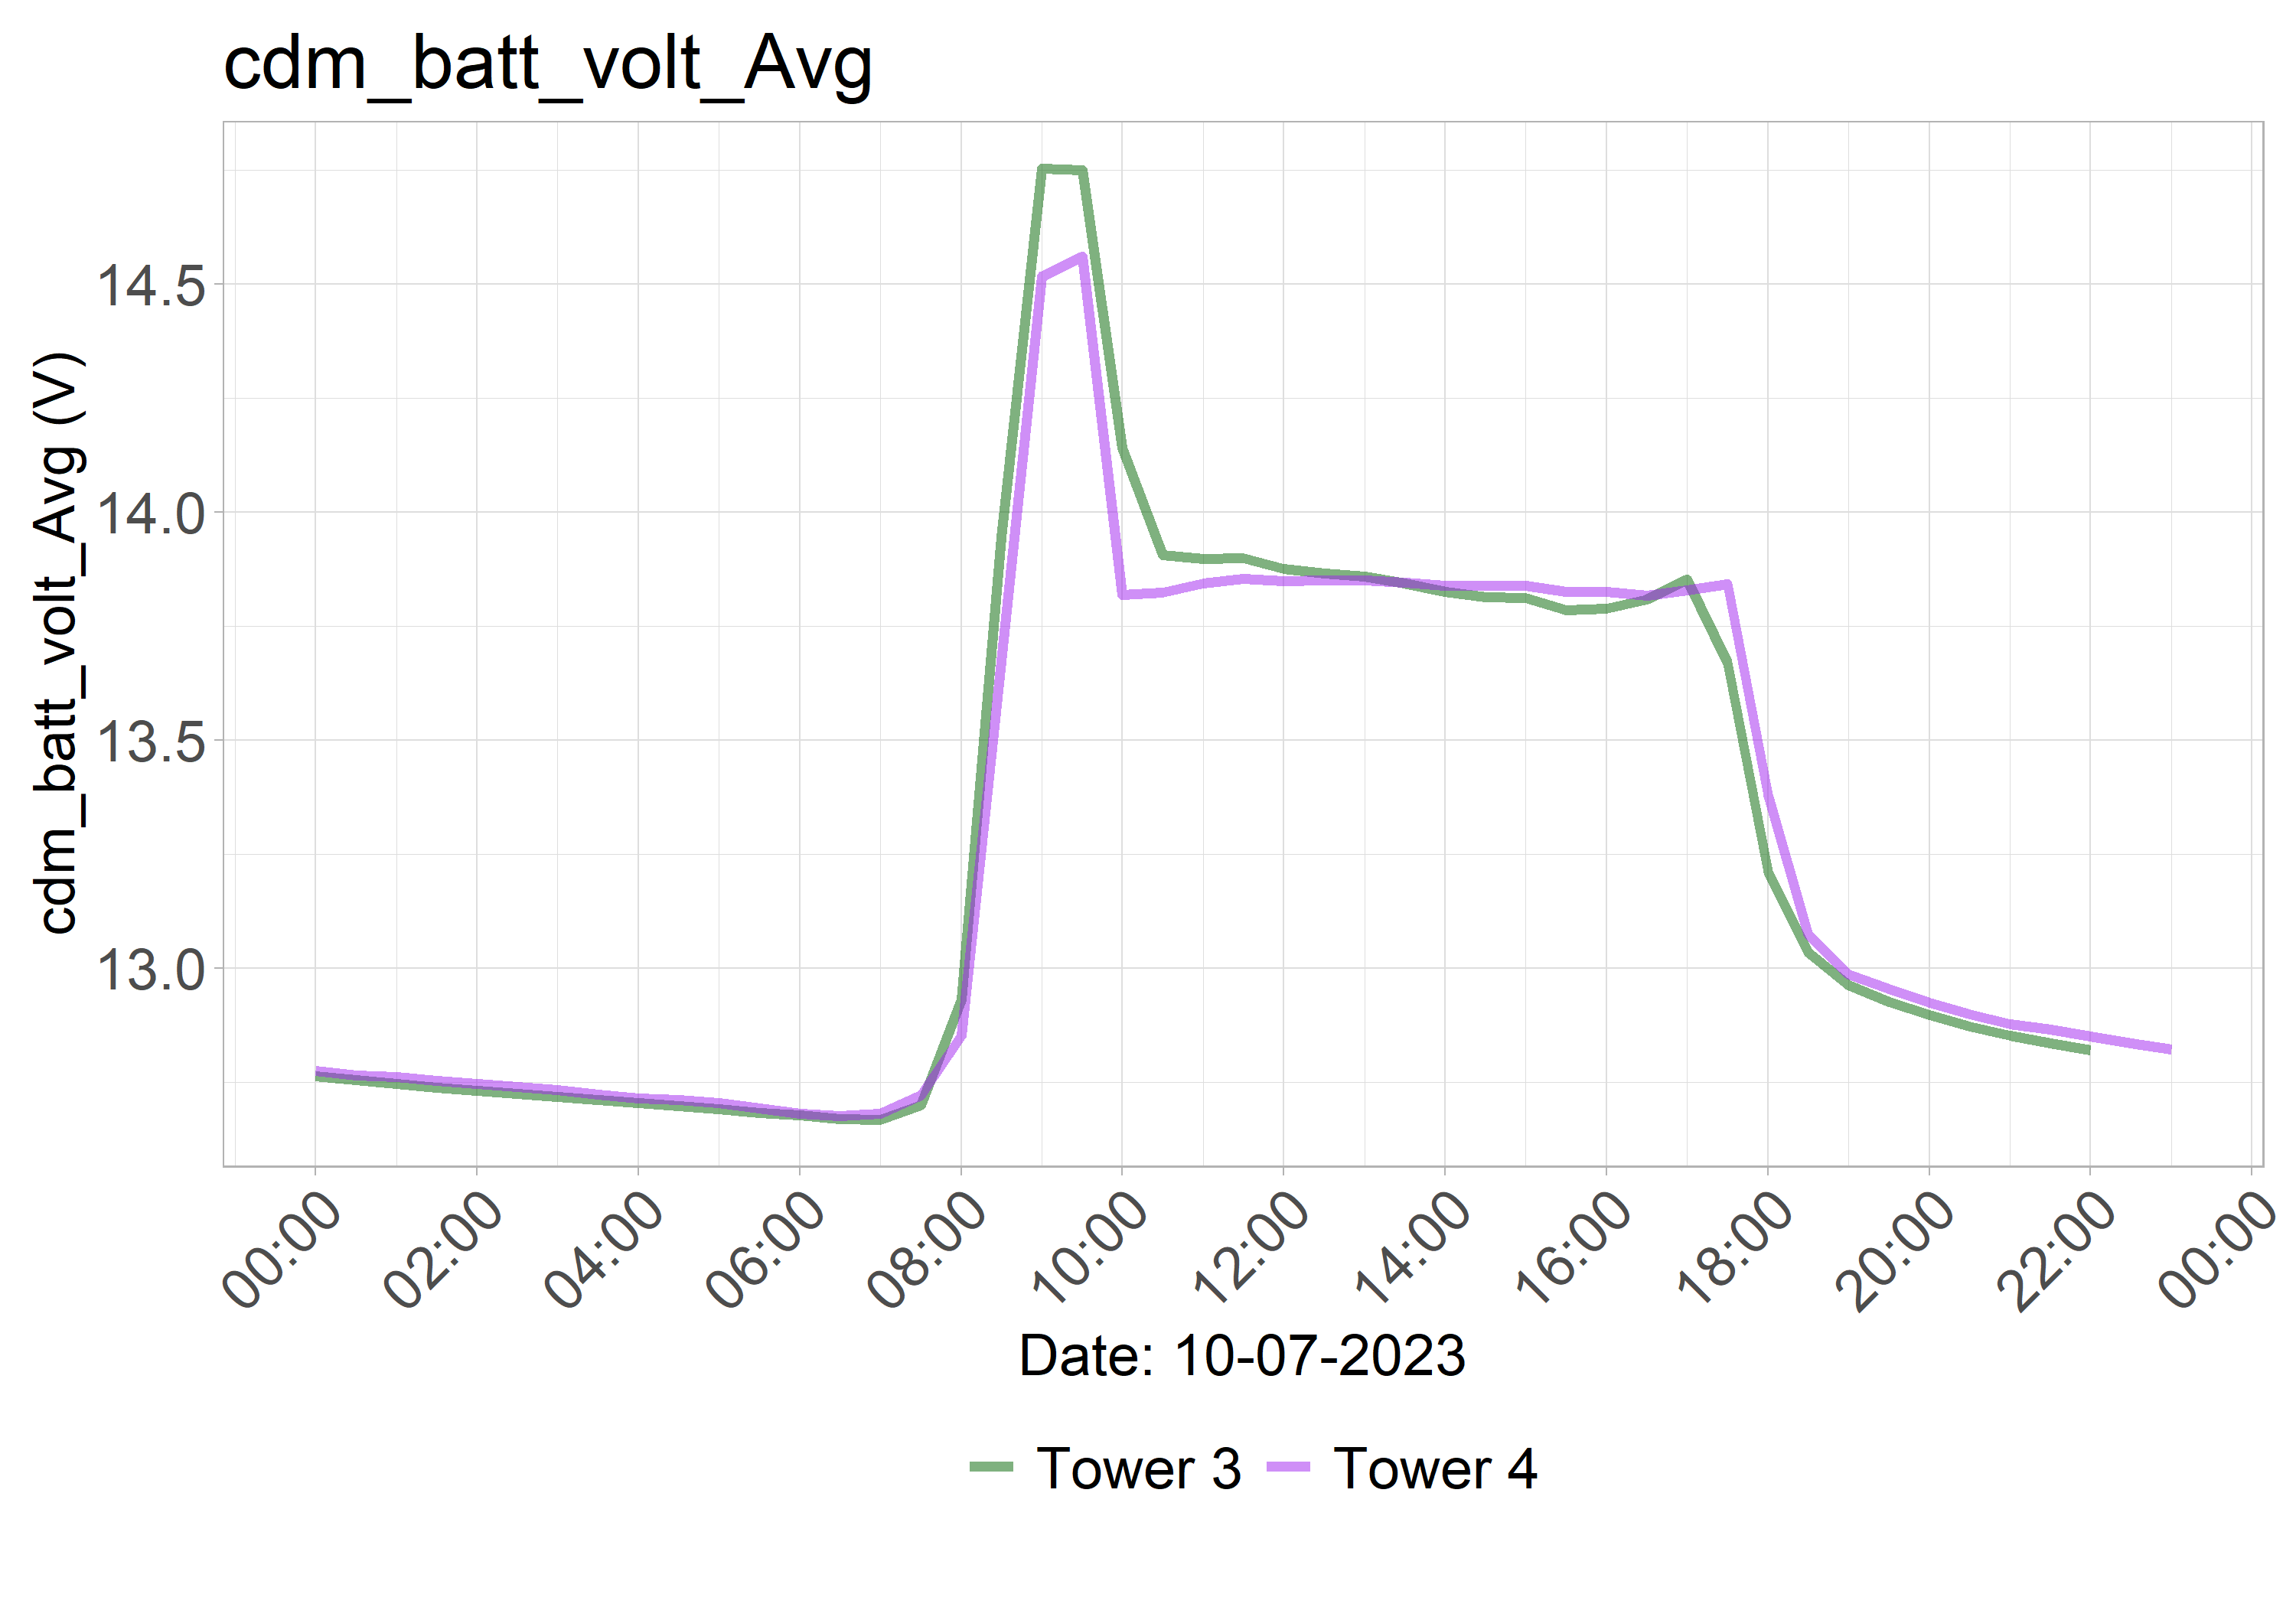 cdm_batt_volt_Avg
cdm_batt_volt_Avg (V)
14.5
14.0
13.5
13.0
00:00 02:00 04:00 06:00 08:00 10:00 12:00 14:00 16:00 18:00 20:00 22:00 00:00
Date: 10-07-2023
Tower 3 Tower 4